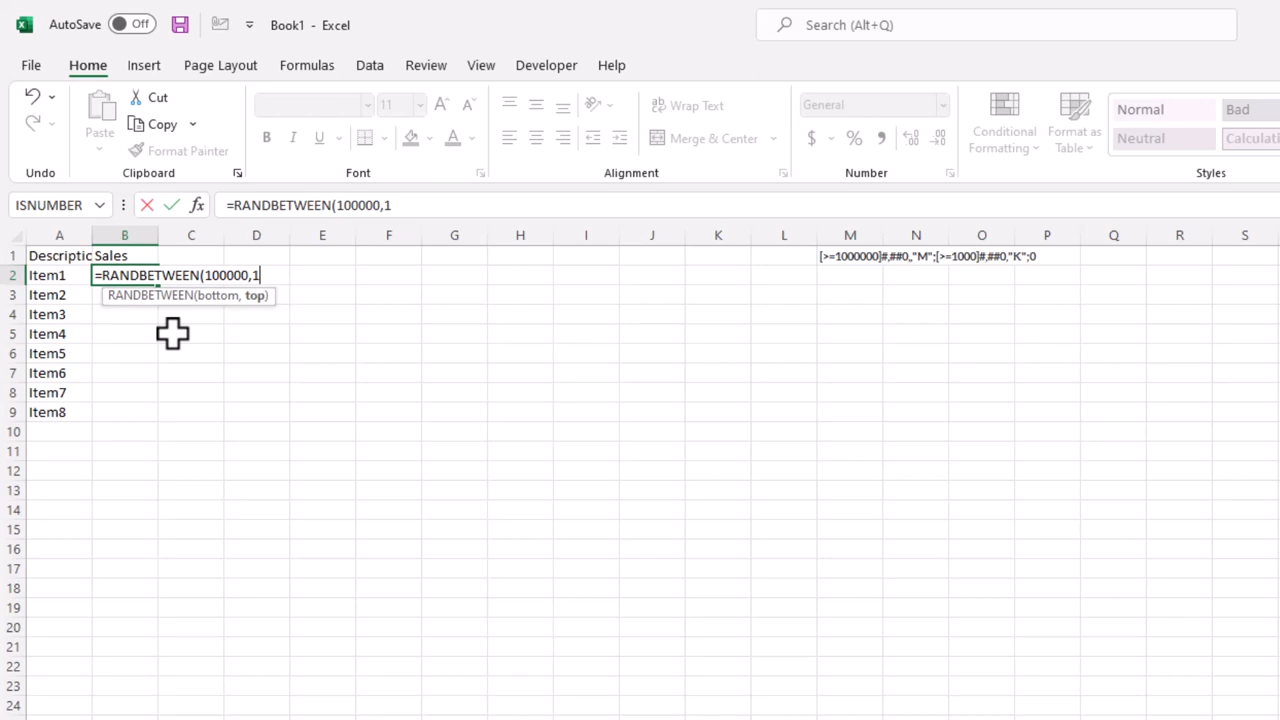 AutoSave Off Book1 - Excel Search (Alt+Q)
File Home Insert Page Layout Formulas Data Review View Developer Help
Paste
Cut
Copy
Format Painter
11 A A
B I U A
ab Wrap Text
Merge & Center
General
$ % 9
Conditional
Formatting
Format as
Table
Normal Bad
Neutral Calculati
Undo Clipboard Font Alignment Number Styles
ISNUMBER fx =RANDBETWEEN(100000,1
A B C D E F G H I J K L M N O P Q R S
1 Descriptic Sales [>=1000000]#,##0,,"M";[>=1000]#,##0,"K";0
2 Item1 =RANDBETWEEN(100000,1
3 Item2 RANDBETWEEN(bottom, top)
4 Item3
5 Item4
6 Item5
7 Item6
8 Item7
9 Item8
10
11
12
13
14
15
16
17
18
19
20
21
22
23
24